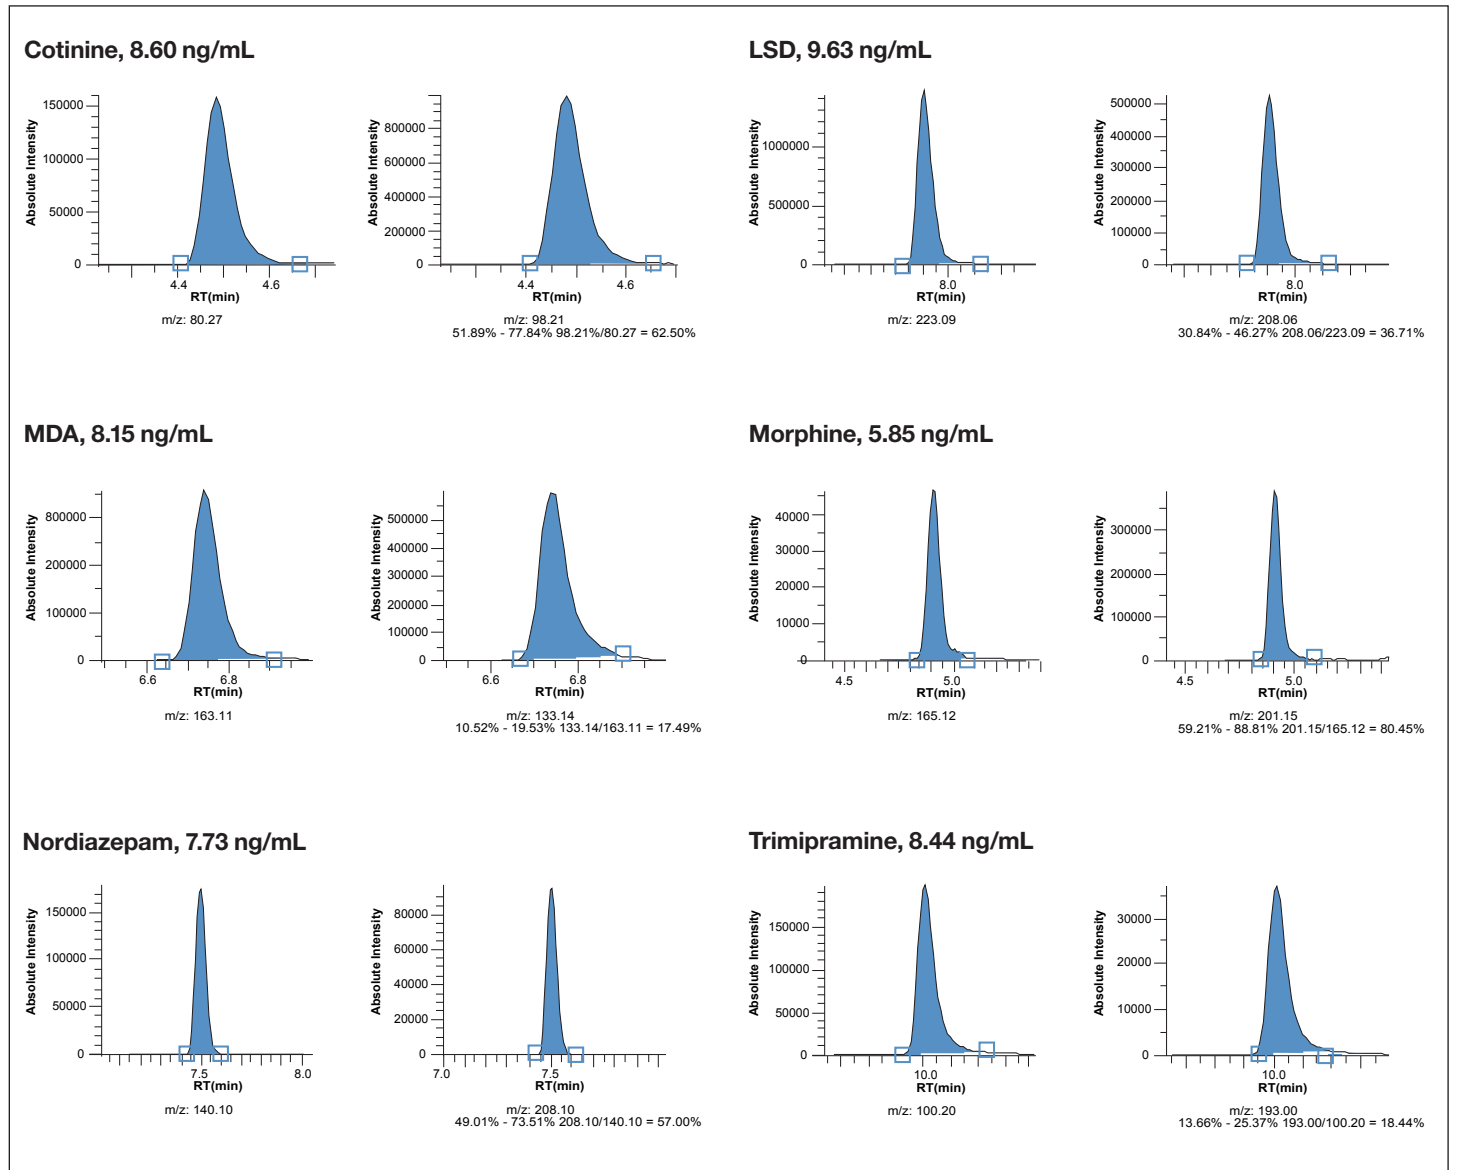 Cotinine, 8.60 ng/mL
Absolute Intensity
150000
100000
50000
0
4.4 4.6
RT(min)
m/z: 80.27
Absolute Intensity
800000
600000
400000
200000
0
4.4 4.6
RT(min)
m/z: 98.21
51.89% - 77.84% 98.21%/80.27 = 62.50%
LSD, 9.63 ng/mL
Absolute Intensity
1000000
500000
0
8.0
RT(min)
m/z: 223.09
Absolute Intensity
500000
400000
300000
200000
100000
0
8.0
RT(min)
m/z: 208.06
30.84% - 46.27% 208.06/223.09 = 36.71%
MDA, 8.15 ng/mL
Absolute Intensity
800000
200000
100000
0
6.6 6.8
RT(min)
m/z: 163.11
Absolute Intensity
500000
400000
300000
200000
100000
0
6.6 6.8
RT(min)
m/z: 133.14
10.52% - 19.53% 133.14/163.11 = 17.49%
Morphine, 5.85 ng/mL
Absolute Intensity
40000
30000
20000
10000
0
4.5 5.0
RT(min)
m/z: 165.12
Absolute Intensity
300000
200000
100000
0
4.5 5.0
RT(min)
m/z: 201.15
59.21% - 88.81% 201.15/165.12 = 80.45%
Nordiazepam, 7.73 ng/mL
Absolute Intensity
150000
100000
50000
0
7.5 8.0
RT(min)
m/z: 140.10
Absolute Intensity
80000
60000
40000
20000
0
7.0 7.5
RT(min)
m/z: 208.10
49.01% - 73.51% 208.10/140.10 = 57.00%
Trimipramine, 8.44 ng/mL
Absolute Intensity
150000
100000
50000
0
10.0
RT(min)
m/z: 100.20
Absolute Intensity
30000
20000
10000
0
10.0
RT(min)
m/z: 193.00
13.66% - 25.37% 193.00/100.20 = 18.44%